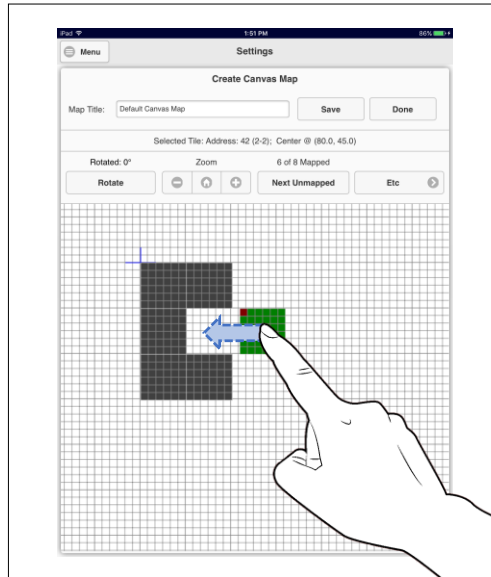 iPad 1:51 PM 86%
Menu Settings
Create Canvas Map
Map Title: Default Canvas Map Save Done
Selected Tile: Address: 42 (2-2); Center @ (80.0, 45.0)
Rotated: 0° Zoom 6 of 8 Mapped
Rotate Next Unmapped Etc